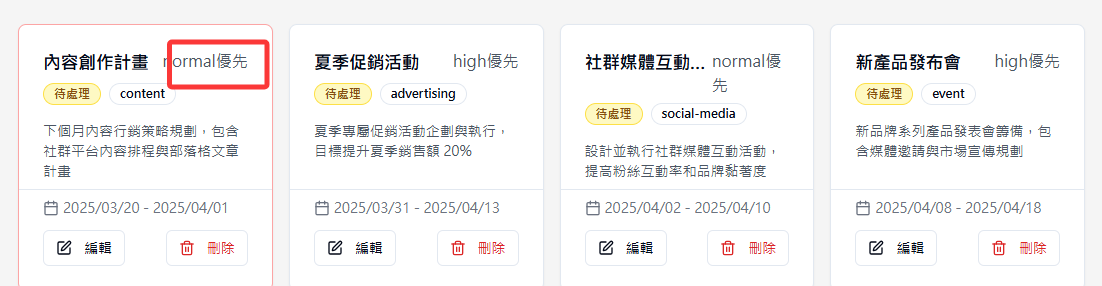 內容創作計畫 normal優先
待處理 content
下個月內容行銷策略規劃，包含
社群平台內容排程與部落格文章
計畫
2025/03/20 - 2025/04/01
編輯 刪除
夏季促銷活動 high優先
待處理 advertising
夏季專屬促銷活動企劃與執行，
目標提升夏季銷售額 20%
2025/03/31 - 2025/04/13
編輯 刪除
社群媒體互動... normal優
先
待處理 social-media
設計並執行社群媒體互動活動，
提高粉絲互動率和品牌黏著度
2025/04/02 - 2025/04/10
編輯 刪除
新產品發布會 high優先
待處理 event
新品牌系列產品發表會籌備，包
含媒體邀請與市場宣傳規劃
2025/04/08 - 2025/04/18
編輯 刪除